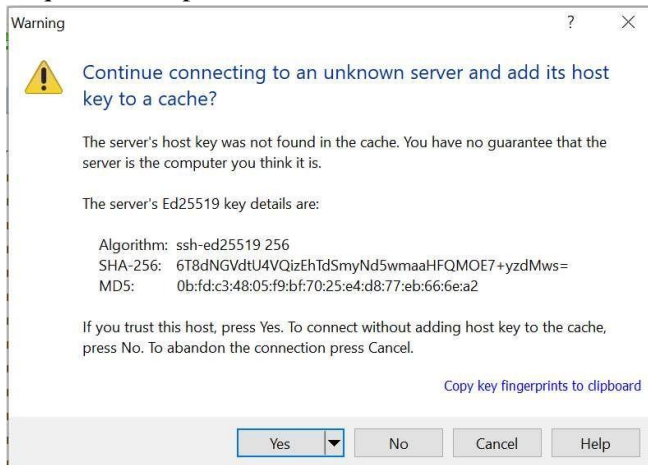 Warning
?
Continue connecting to an unknown server and add its host
key to a cache?
The server's host key was not found in the cache. You have no guarantee that the
server is the computer you think it is.
The server's Ed25519 key details are:
Algorithm: ssh-ed25519 256
SHA-256: 6T8dNGVdtU4VQizEhTdSmyNd5wmaaHFQMOE7+yzdMws=
MD5: 0b:fd:c3:48:05:f9:bf:70:25:e4:d8:77:eb:66:6e:a2
If you trust this host, press Yes. To connect without adding host key to the cache,
press No. To abandon the connection press Cancel.
Copy key fingerprints to clipboard
Yes No Cancel Help